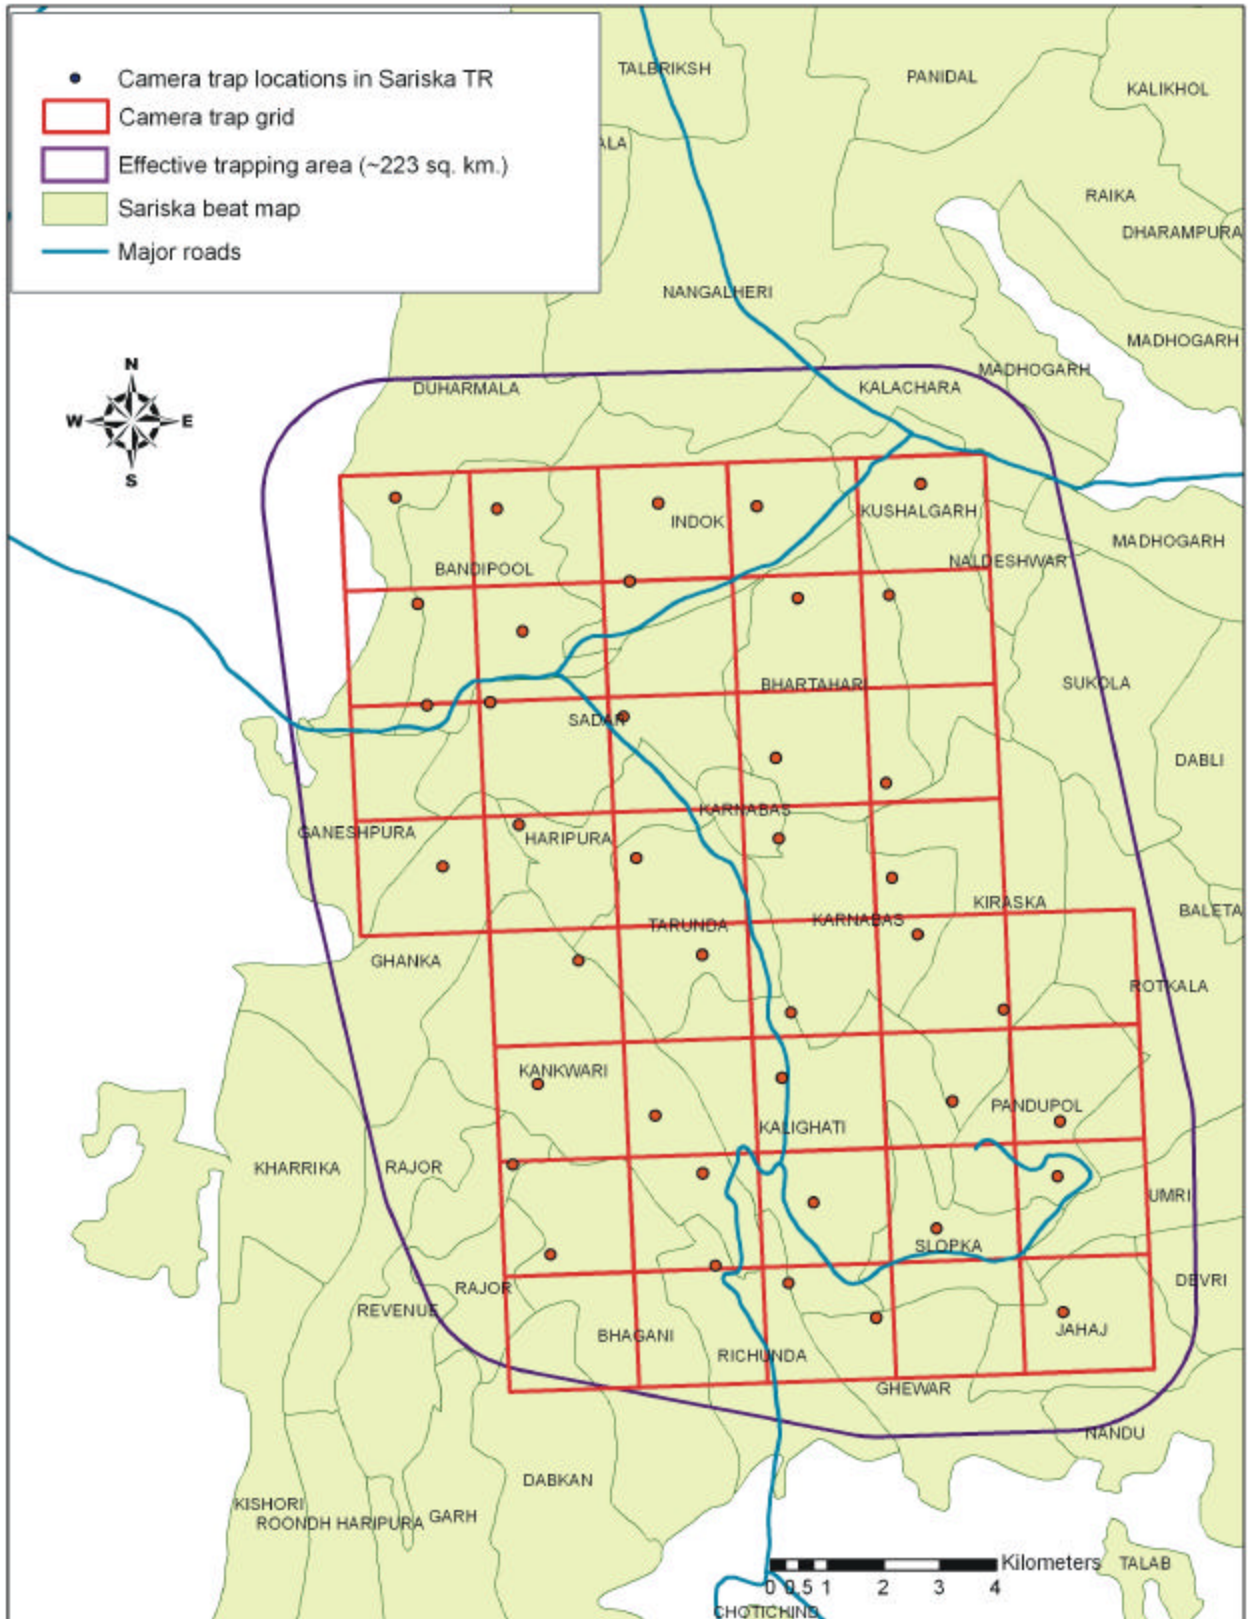 Camera trap locations in Sariska TR
Camera trap grid
Effective trapping area (~223 sq. km.)
Sariska beat map
Major roads
TALBRIKSH
PANIDAL
KALIKHOL
ALA
RAIKA
DHARAMPURA
NANGALHERI
MADHOGARH
MADHOGARH
N
W E
S
DUHARMALA
KALACHARA
INDOK
KUSHALGARH
MADHOGARH
BANDIPOOL
NALDESHWAR
BHARTAHARI
SUKOLA
SADAR
DABLI
KARNABAS
GANESHPURA
HARIPURA
KIRASKA
BALETA
TARUNDA
KARNABAS
GHANKA
ROTKALA
KANKWARI
PANDUPOL
KALIGHATI
KHARRIKA
RAJOR
UMRI
SLOPKA
RAJOR
DEVRI
REVENUE
BHAGANI
JAHAJ
RICHUNDA
GHEWAR
NANDU
DABKAN
KISHORI
ROONDH HARIPURA
GARH
Kilometers
TALAB
0 0.5 1 2 3 4
CHOTICHIND